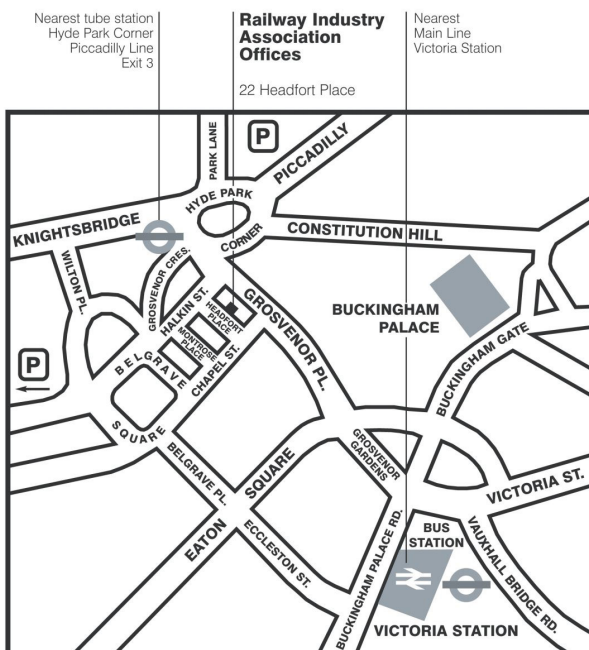 Nearest tube station
Hyde Park Corner
Piccadilly Line
Exit 3
Railway Industry
Association
Offices
22 Headfort Place
Nearest
Main Line
Victoria Station
PARK LANE
P
PICCADILLY
HYDE PARK
CORNER
KNIGHTSBRIDGE
CONSTITUTION HILL
WILTON PL.
GROSVENOR CRES.
HALKIN ST.
HEADFORT
PLACE
MONTROSE
PLACE
CHAPEL ST.
GROSVENOR PL.
BUCKINGHAM
PALACE
BUCKINGHAM GATE
P
BELGRAVE
SQUARE
BELGRAVE PL.
EATON SQUARE
ECCLESTON ST.
GROSVENOR
GARDENS
VICTORIA ST.
BUCKINGHAM PALACE RD.
BUS
STATION
VAUXHALL BRIDGE RD.
VICTORIA STATION